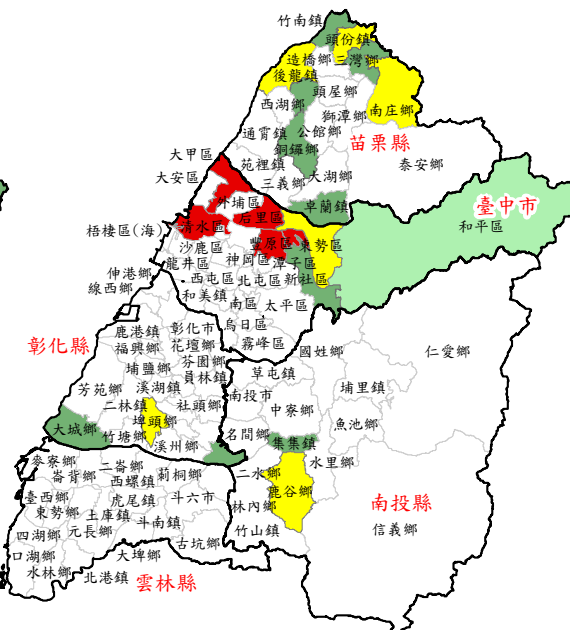 竹南鎮
頭份鎮
造橋鄉 三灣鄉
後龍鎮
頭屋鄉
西湖鄉
獅潭鄉 南庄鄉
通霄鎮 公館鄉
苗栗縣
銅鑼鄉
大甲區
苑裡鎮
泰安鄉
大安區
三義鄉 大湖鄉
外埔區
卓蘭鎮
臺中市
后里區
清水區
和平區
梧棲區(海)
沙鹿區
豐原區 東勢區
龍井區 神岡區 潭子區
伸港鄉
西屯區 北屯區 新社區
線西鄉
和美鎮 南區 太平區
鹿港鎮 彰化市 烏日區
彰化縣
福興鄉 花壇鄉 霧峰區
國姓鄉 仁愛鄉
埔鹽鄉 芬園鄉
員林鎮 草屯鎮
芳苑鄉 溪湖鎮
埔里鎮
南投市
二林鎮 社頭鄉
中寮鄉
大城鄉 埤頭鄉
魚池鄉
竹塘鄉 溪州鄉
名間鄉 集集鎮
麥寮鄉 二崙鄉
水里鄉
崙背鄉 西螺鎮 莿桐鄉
二水鄉
鹿谷鄉
臺西鄉 虎尾鎮 斗六市
林內鄉
南投縣
東勢鄉 土庫鎮 斗南鎮
四湖鄉 元長鄉
竹山鎮
信義鄉
古坑鄉
口湖鄉 大埤鄉
水林鄉 北港鎮 雲林縣